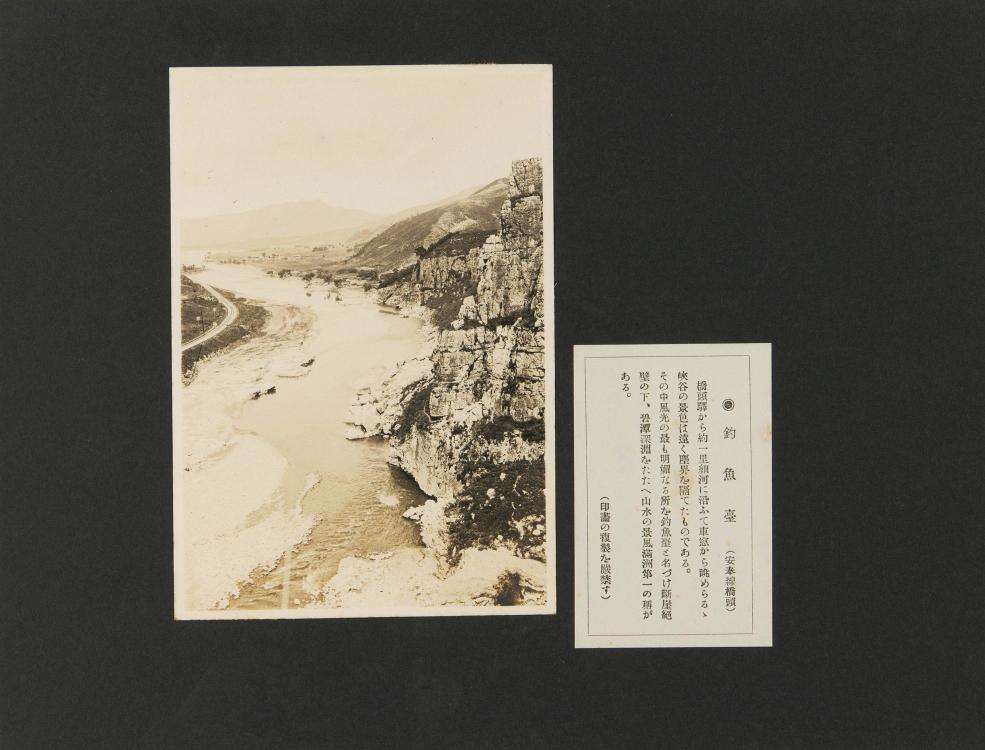 ◉ 釣魚臺 (安奉線橋頭)
橋頭驛から約一里細河に沿ふて車窓から眺めらるゝ
峽谷の景色は遠く塵界を隔てたものである。
その中風光の最も明媚なる所を釣魚臺と名づけ斷崖絕
壁の下、碧潭深淵をたたへ山水の景風滿洲第一の稱が
ある。
(印畵の複製を嚴禁す)